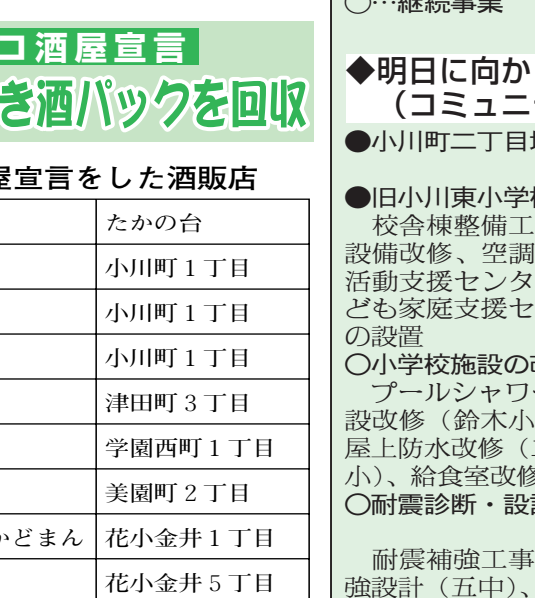 コ酒屋宣言
き酒パックを回収
屋宣言をした酒販店
たかの台
小川町１丁目
小川町１丁目
小川町１丁目
津田町３丁目
学園西町１丁目
美園町２丁目
かどまん 花小金井１丁目
花小金井５丁目
○…継続事業
◆明日に向か
（コミュニ
●小川町二丁目
●旧小川東小学校
校舎棟整備工
設備改修、空調
活動支援センタ
ども家庭支援セ
の設置
○小学校施設の
プールシャワ
設改修（鈴木小
屋上防水改修（
小）、給食室改修
○耐震診断・設
耐震補強工事
強設計（五中）、